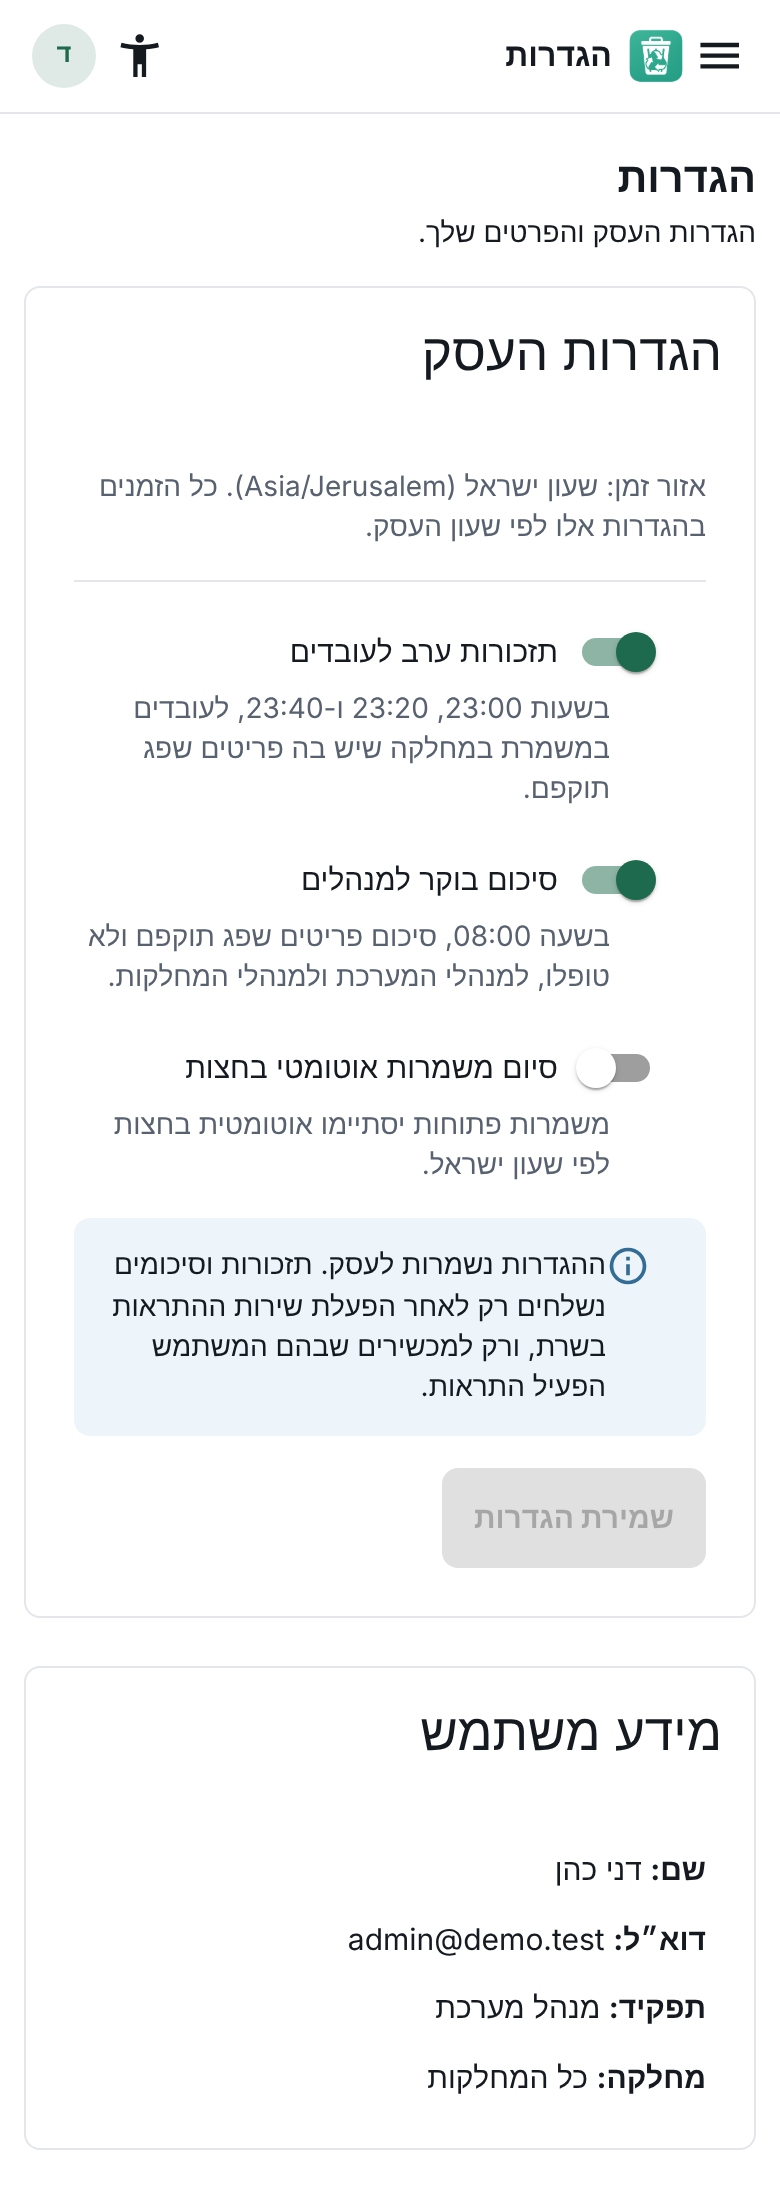 הגדרות
ד
הגדרות
הגדרות העסק והפרטים שלך.
הגדרות העסק
אזור זמן: שעון ישראל (Asia/Jerusalem). כל הזמנים
בהגדרות אלו לפי שעון העסק.
תזכורות ערב לעובדים
בשעות 23:00, 23:20 ו-23:40, לעובדים
במשמרת במחלקה שיש בה פריטים שפג
תוקפם.
סיכום בוקר למנהלים
בשעה 08:00, סיכום פריטים שפג תוקפם ולא
טופלו, למנהלי המערכת ולמנהלי המחלקות.
סיום משמרות אוטומטי בחצות
משמרות פתוחות יסתיימו אוטומטית בחצות
לפי שעון ישראל.
ההגדרות נשמרות לעסק. תזכורות וסיכומים
נשלחים רק לאחר הפעלת שירות ההתראות
בשרת, ורק למכשירים שבהם המשתמש
הפעיל התראות.
שמירת הגדרות
מידע משתמש
שם: דני כהן
דוא״ל: admin@demo.test
תפקיד: מנהל מערכת
מחלקה: כל המחלקות